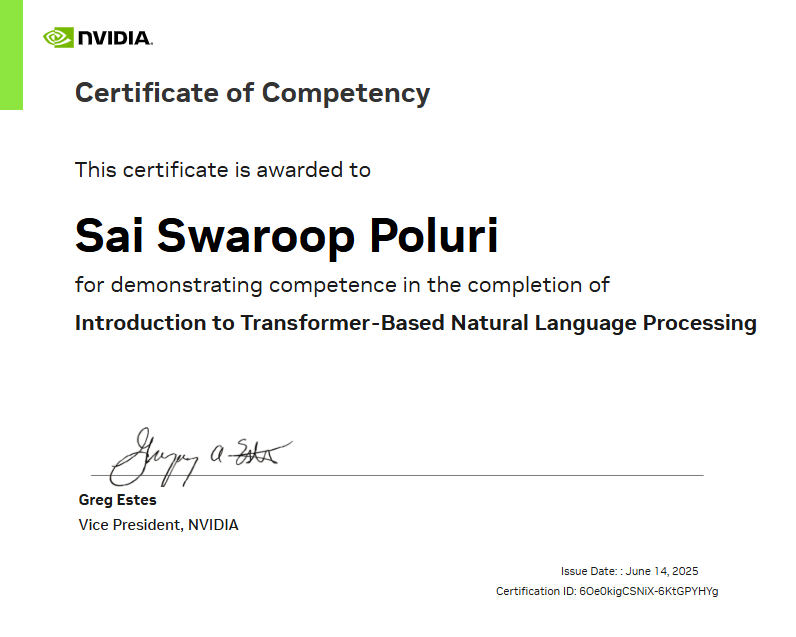 NVIDIA.
Certificate of Competency
This certificate is awarded to
Sai Swaroop Poluri
for demonstrating competence in the completion of
Introduction to Transformer-Based Natural Language Processing
Greg Estes
Vice President, NVIDIA
Issue Date: : June 14, 2025
Certification ID: 6Oe0kigCSNiX-6KtGPYHYg